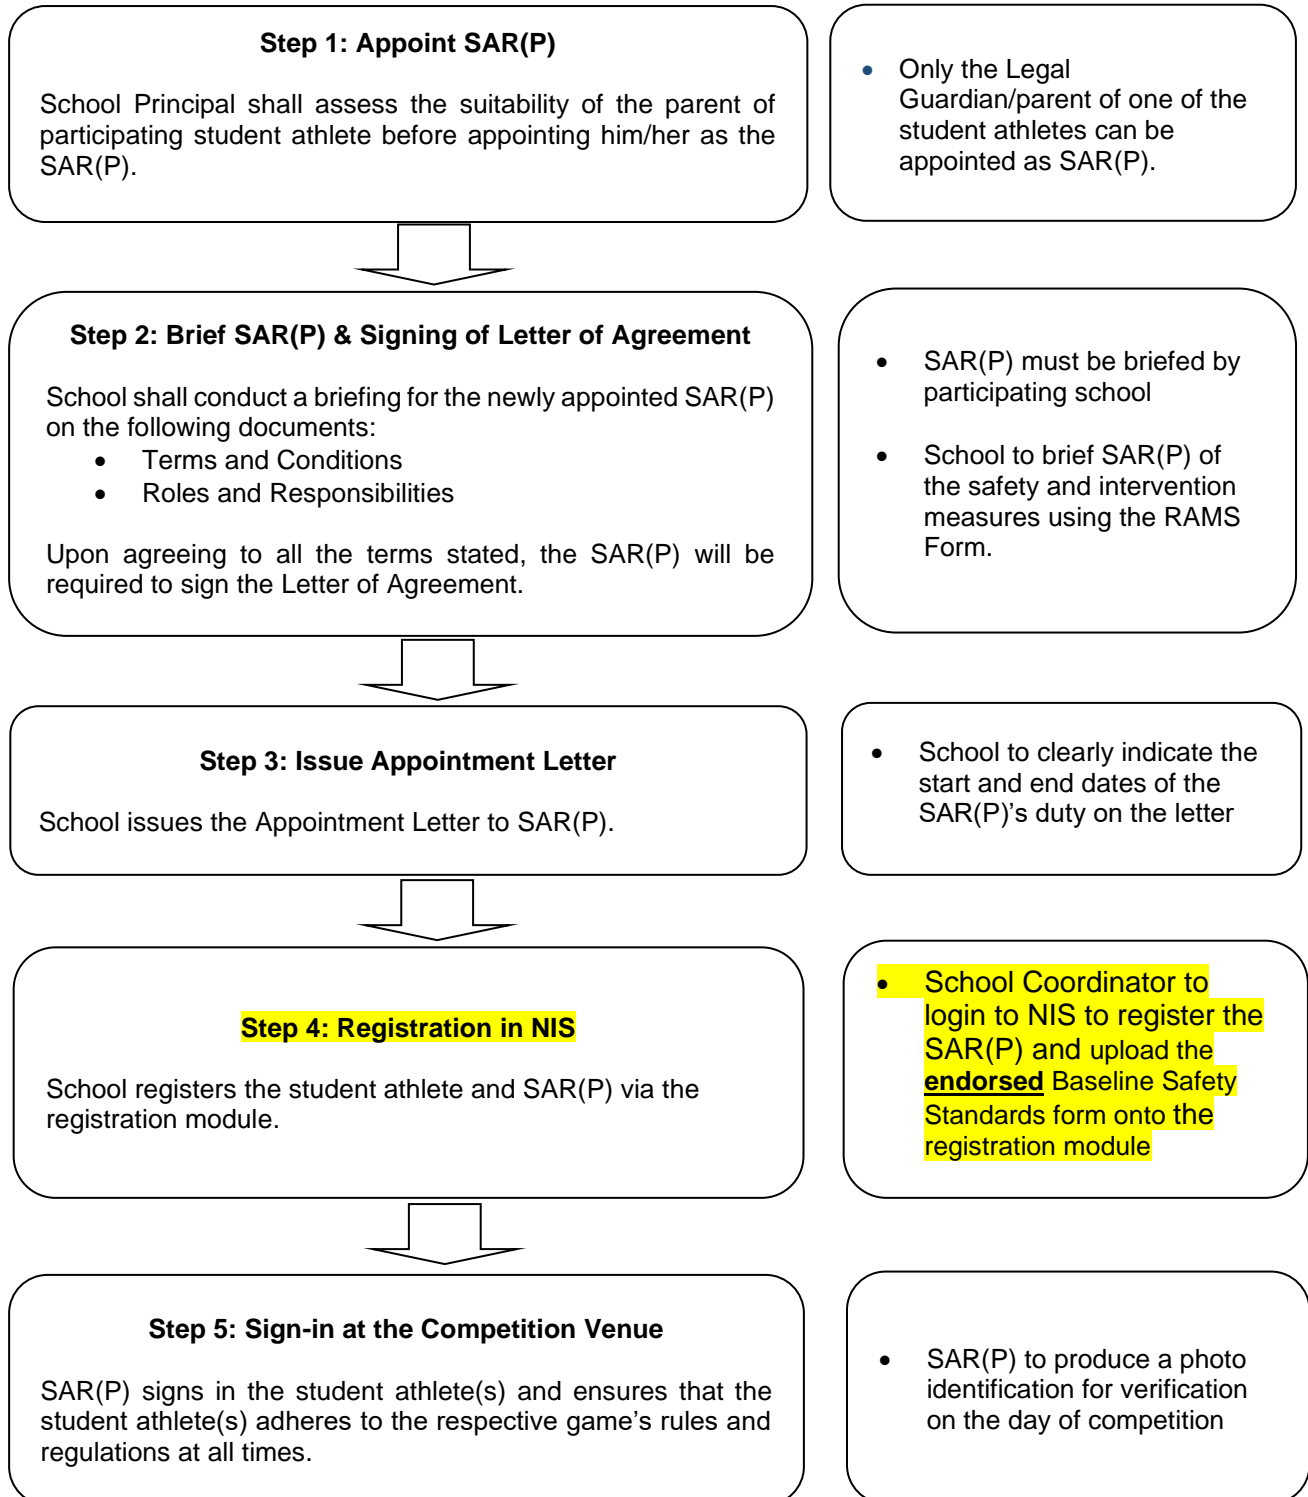 Step 1: Appoint SAR(P)
School Principal shall assess the suitability of the parent of
participating student athlete before appointing him/her as the
SAR(P).
• Only the Legal
Guardian/parent of one of the
student athletes can be
appointed as SAR(P).
Step 2: Brief SAR(P) & Signing of Letter of Agreement
School shall conduct a briefing for the newly appointed SAR(P)
on the following documents:
• Terms and Conditions
• Roles and Responsibilities
Upon agreeing to all the terms stated, the SAR(P) will be
required to sign the Letter of Agreement.
• SAR(P) must be briefed by
participating school
• School to brief SAR(P) of
the safety and intervention
measures using the RAMS
Form.
Step 3: Issue Appointment Letter
School issues the Appointment Letter to SAR(P).
• School to clearly indicate the
start and end dates of the
SAR(P)’s duty on the letter
Step 4: Registration in NIS
School registers the student athlete and SAR(P) via the
registration module.
• School Coordinator to
login to NIS to register the
SAR(P) and upload the
endorsed Baseline Safety
Standards form onto the
registration module
Step 5: Sign-in at the Competition Venue
SAR(P) signs in the student athlete(s) and ensures that the
student athlete(s) adheres to the respective game’s rules and
regulations at all times.
• SAR(P) to produce a photo
identification for verification
on the day of competition